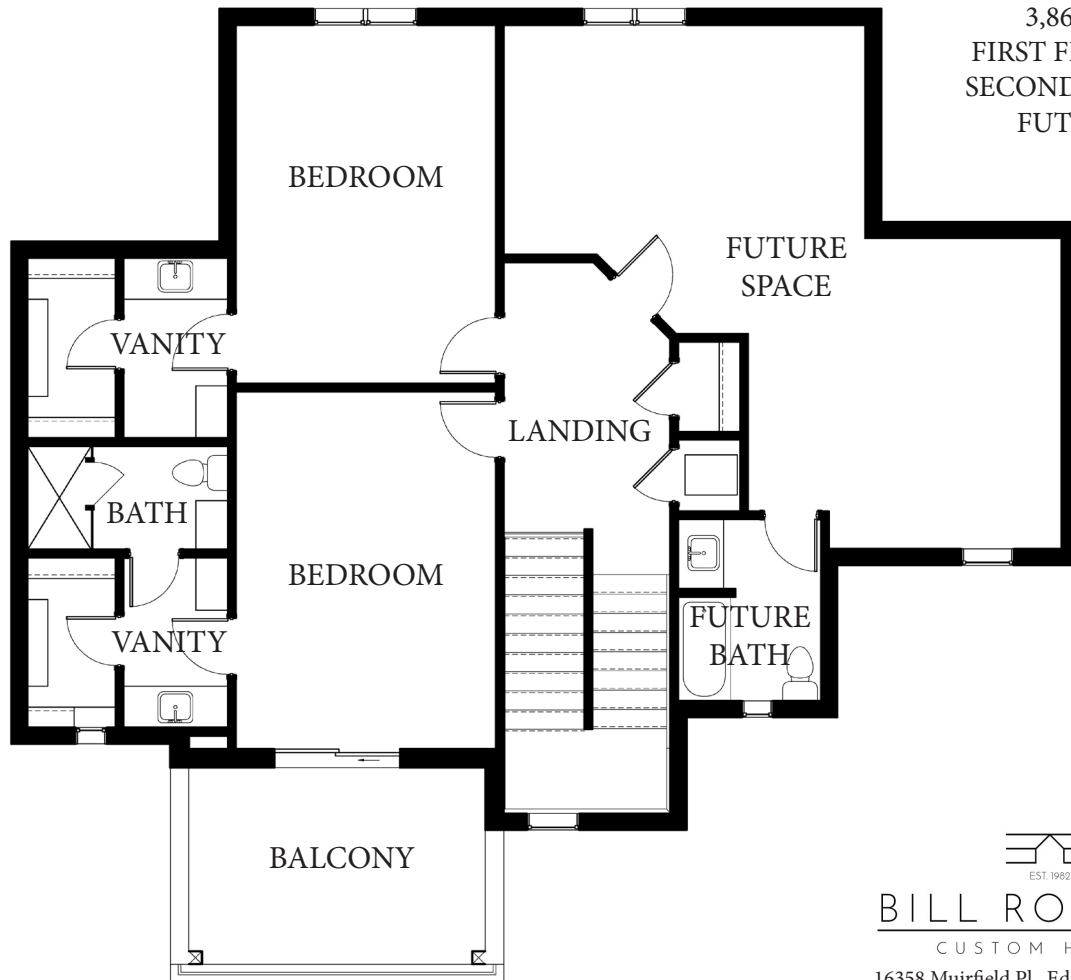 3,86
FIRST F
SECOND
FUT
BEDROOM
FUTURE
SPACE
VANITY
LANDING
BATH
BEDROOM
VANITY
FUTURE
BATH
BALCONY
EST. 1982
BILL RO
CUSTOM H
16358 Muirfield Pl., Ed